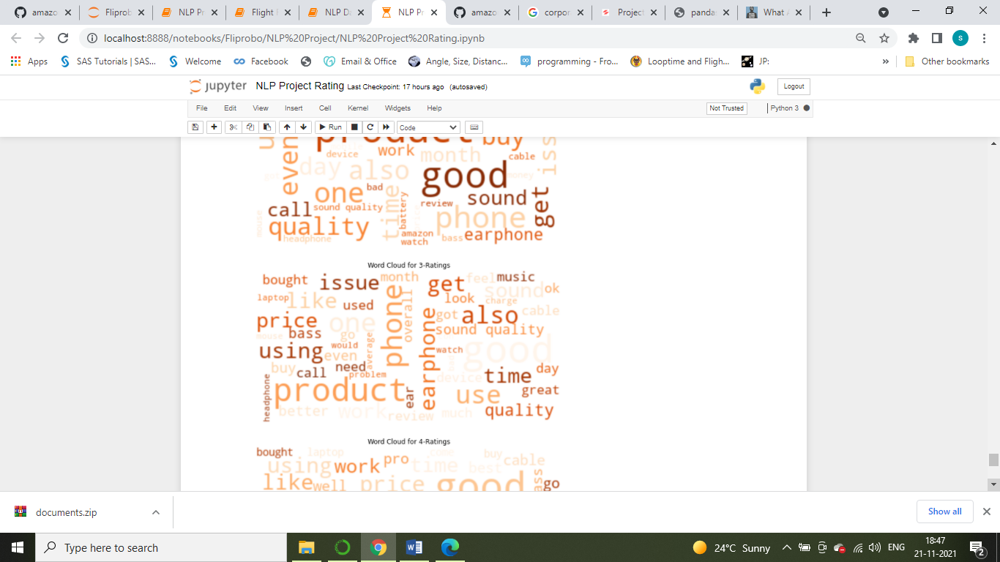 amazo
Fliprob
NLP Pr
Flight F
NLP D
NLP Pr
amazo
corpor
Project
panda
What A
localhost:8888/notebooks/Fliprobo/NLP%20Project/NLP%20Project%20Rating.ipynb
s
Apps SAS Tutorials | SAS... Welcome Facebook Email & Office Angle, Size, Distanc... programming - Fro... Looptime and Fligh... JPS » Other bookmarks
jupyter NLP Project Rating Last Checkpoint: 17 hours ago (autosaved) Logout
File Edit View Insert Cell Kernel Widgets Help Not Trusted Python 3
Run Code
product
buy
even
iss
device
work
month
cable
day
also
good
money
one
bad
sound
get
call
sound quality
time
battery
review
phone
quality
mouse
headphone
amazon
watch
bass
earphone
Word Cloud for 3-Ratings
bought
issue
month
get
feel
music
laptop
like
used
phone
overall
look
sound
ok
charge
price
one
got
also
cable
mouse
bass
go
earphone
sound quality
using
would
average
watch
good
even
buy
call
need
problem
device
time
day
headphone
product
ear
use
great
better
work
review
much
quality
Word Cloud for 4-Ratings
bought
laptop
using
work
pro
come
time
best
buy
cable
like
well
price
good
ass
go
documents.zip Show all
Type here to search 24°C Sunny ENG 18:47
21-11-2021
2